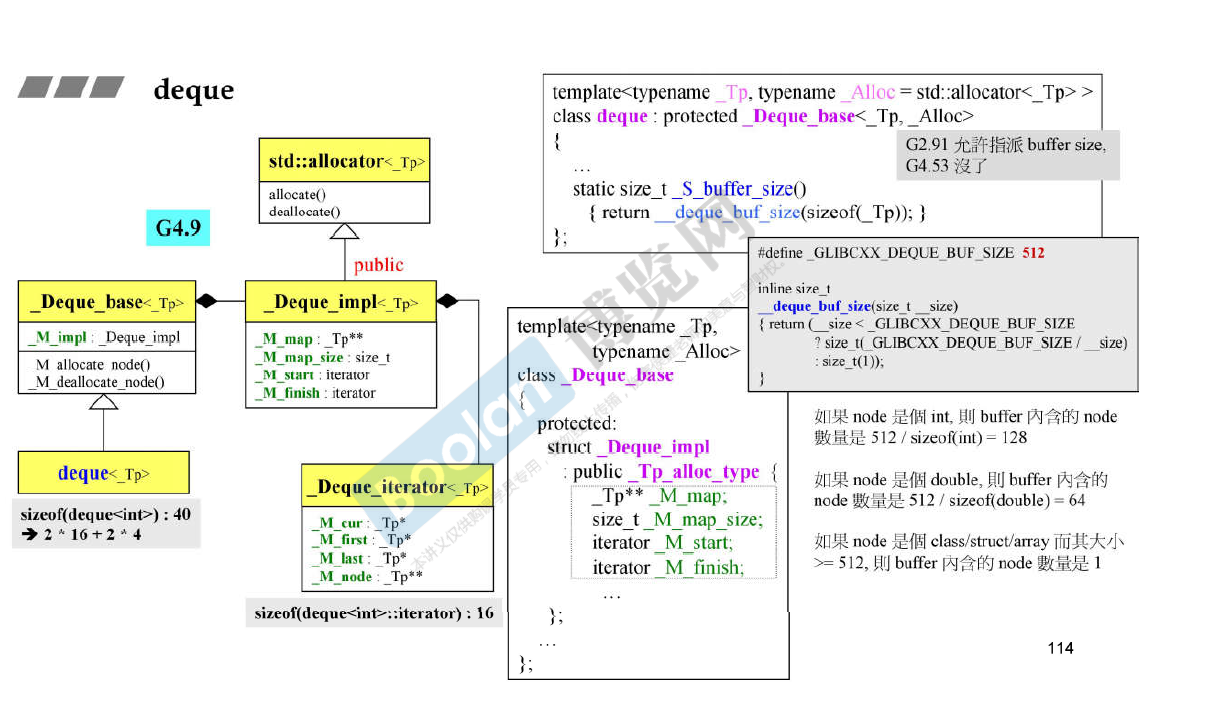 deque
std::allocator<_Tp>
allocate()
deallocate()
G4.9
public
_Deque_base<_Tp>
_M_impl : _Deque_impl
_M_allocate_node()
_M_deallocate_node()
_Deque_impl<_Tp>
_M_map : _Tp**
_M_map_size : size_t
_M_start : iterator
_M_finish : iterator
deque<_Tp>
sizeof(deque<int>) : 40
➔ 2 * 16 + 2 * 4
_Deque_iterator<_Tp>
_M_cur : _Tp*
_M_first : _Tp*
_M_last : _Tp*
_M_node : _Tp**
sizeof(deque<int>::iterator) : 16
template<typename _Tp, typename _Alloc = std::allocator<_Tp> >
class deque : protected _Deque_base<_Tp, _Alloc>
{
…
static size_t _S_buffer_size()
{ return __deque_buf_size(sizeof(_Tp)); }
};
G2.91 允許指派 buffer size,
G4.53 沒了
#define _GLIBCXX_DEQUE_BUF_SIZE 512
inline size_t
__deque_buf_size(size_t __size)
{ return (__size < _GLIBCXX_DEQUE_BUF_SIZE
? size_t(_GLIBCXX_DEQUE_BUF_SIZE / __size)
: size_t(1));
}
template<typename _Tp,
typename _Alloc>
class _Deque_base
{
protected:
struct _Deque_impl
: public _Tp_alloc_type {
_Tp** _M_map;
size_t _M_map_size;
iterator _M_start;
iterator _M_finish;
…
};
…
};
如果 node 是個 int, 則 buffer 內含的 node
數量是 512 / sizeof(int) = 128
如果 node 是個 double, 則 buffer 內含的
node 數量是 512 / sizeof(double) = 64
如果 node 是個 class/struct/array 而其大小
>= 512, 則 buffer 內含的 node 數量是 1
boolan 博览网
114